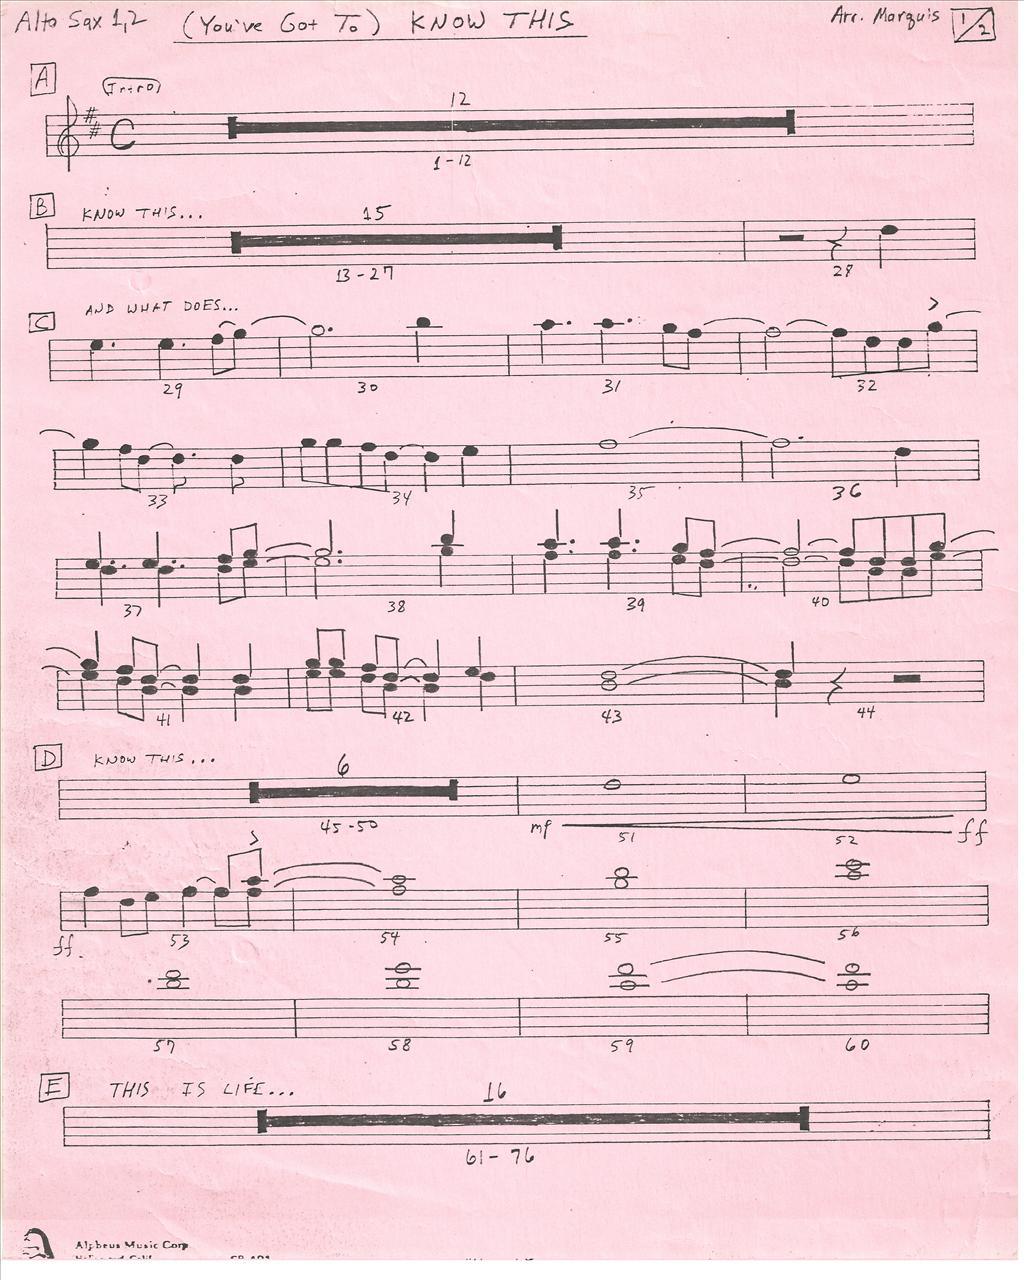 Alto Sax 1,2 (You've Got To) KNOW THIS Arr. Marquis 1/2
A (Intro)
12
C
1-12
B KNOW THIS... 15
13-27 28
C AND WHAT DOES... >
29 30 31 32
33 34 35 36
37 38 39 40
41 42 43 44
D KNOW THIS... 6
45-50 mp 51 52 ff
>
ff. 53 54 55 56
57 58 59 60
E THIS IS LIFE... 16
61-76
Alpheus Music Corp.